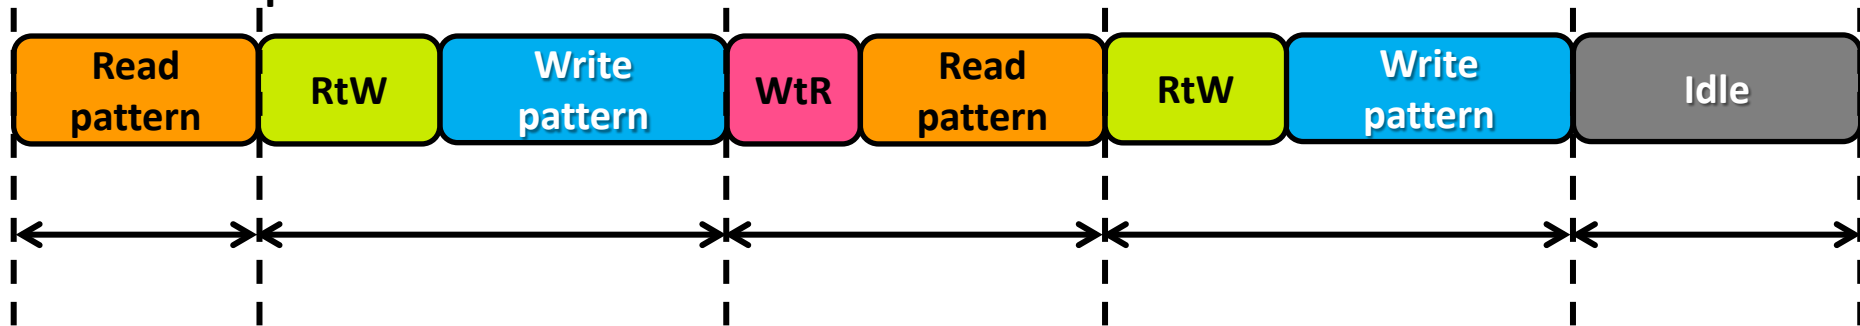 Read
pattern
RtW
Write
pattern
WtR
Read
pattern
RtW
Write
pattern
Idle